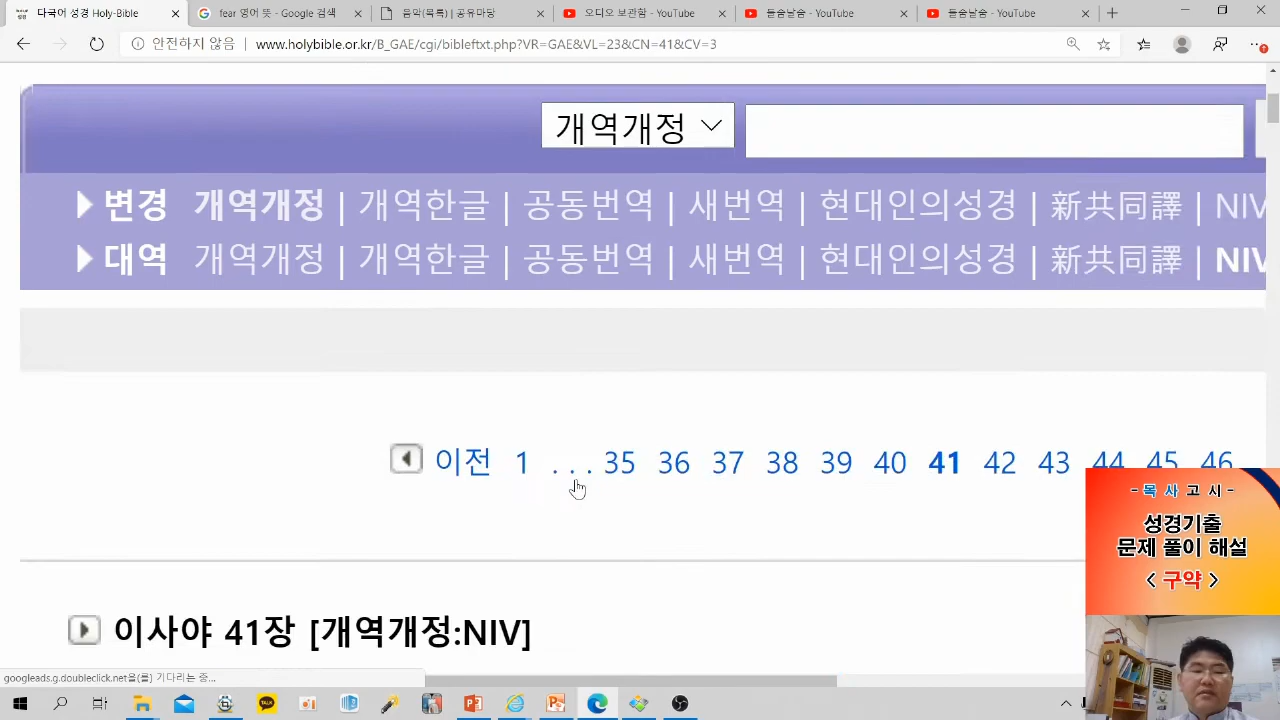 다국어 성경 Holy-Bible
fear 영어 뜻 - Google 검색
음악(목록) | 공유마당
오디오 보관함 - YouTube
들숨날숨 - YouTube
들숨날숨 - YouTube
안전하지 않음 | www.holybible.or.kr/B_GAE/cgi/bibleftxt.php?VR=GAE&VL=23&CN=41&CV=3
개역개정
변경 개역개정 | 개역한글 | 공동번역 | 새번역 | 현대인의성경 | 新共同譯 | NIV
대역 개역개정 | 개역한글 | 공동번역 | 새번역 | 현대인의성경 | 新共同譯 | NIV
이전 1 . . . 35 36 37 38 39 40 41 42 43 44 45 46
- 목 사 고 시 -
성경기출
문제 풀이 해설
< 구약 >
이사야 41장 [개역개정:NIV]
googleads.g.doubleclick.net을(를) 기다리는 중...
TALK